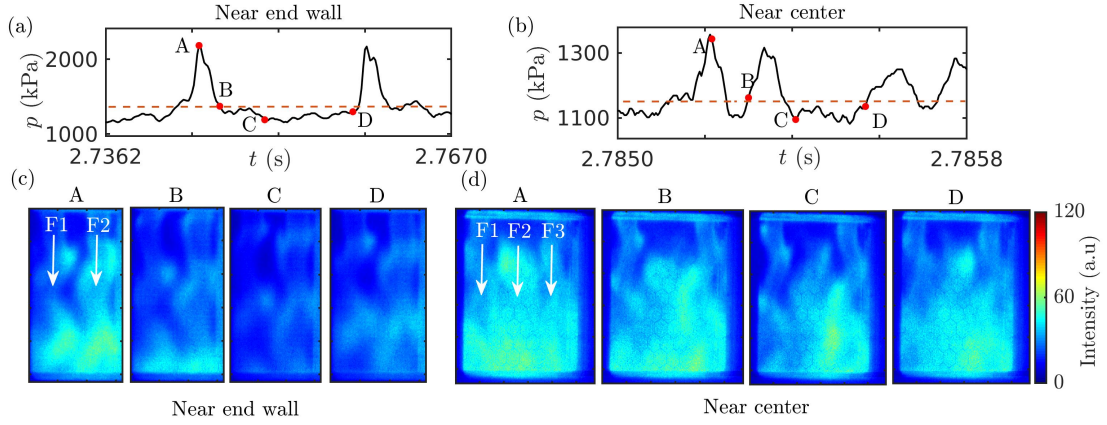 (a)
Near end wall
p (kPa)
2000
1000
A
B
C
D
2.7362
t (s)
2.7670
(b)
Near center
p (kPa)
1300
1100
A
B
C
D
2.7850
t (s)
2.7858
(c)
A
B
C
D
F1
F2
Near end wall
(d)
A
B
C
D
F1
F2
F3
Near center
120
60
0
Intensity (a.u)